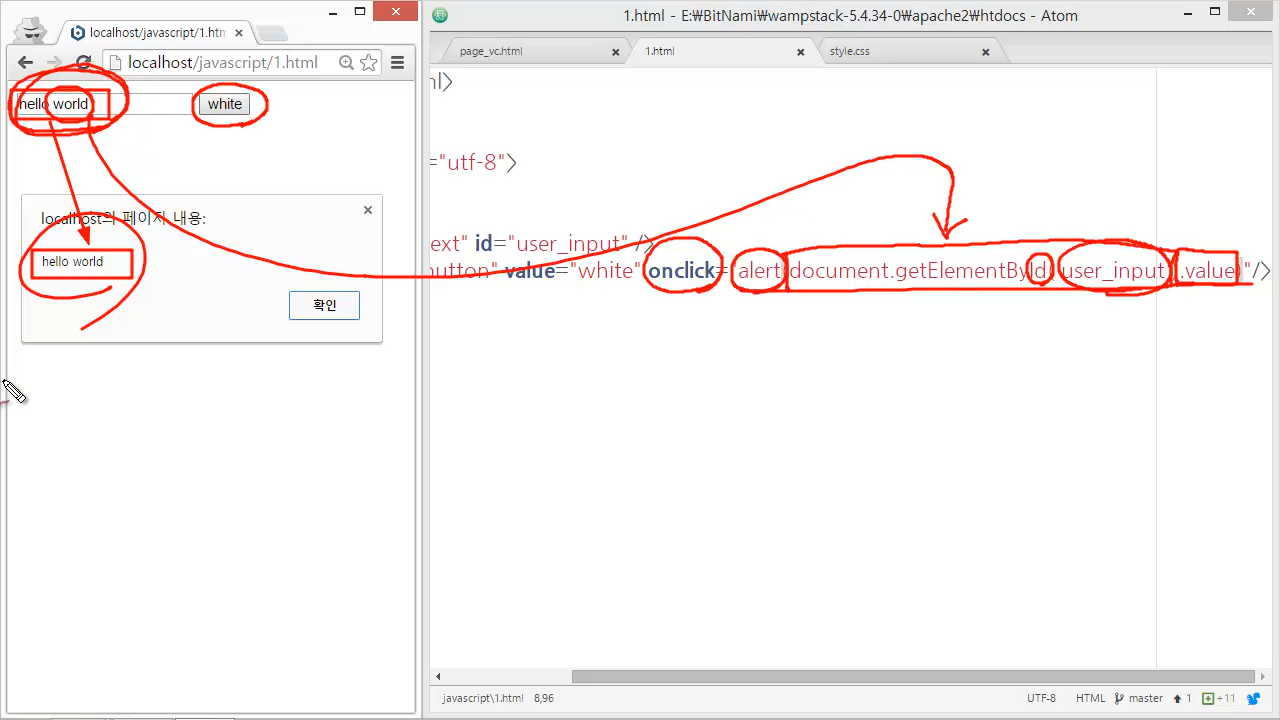 localhost/javascript/1.htm
localhost/javascript/1.html
hello world
white
localhost의 페이지 내용:
hello world
확인
1.html - E:₩BitNami₩wampstack-5.4.34-0₩apache2₩htdocs - Atom
page_vc.html
1.html
style.css
ml>
="utf-8">
ext" id="user_input" />
button" value="white" onclick="alert(document.getElementById('user_input').value)"/>
javascript\1.html
8,96
UTF-8
HTML
master
1
+11